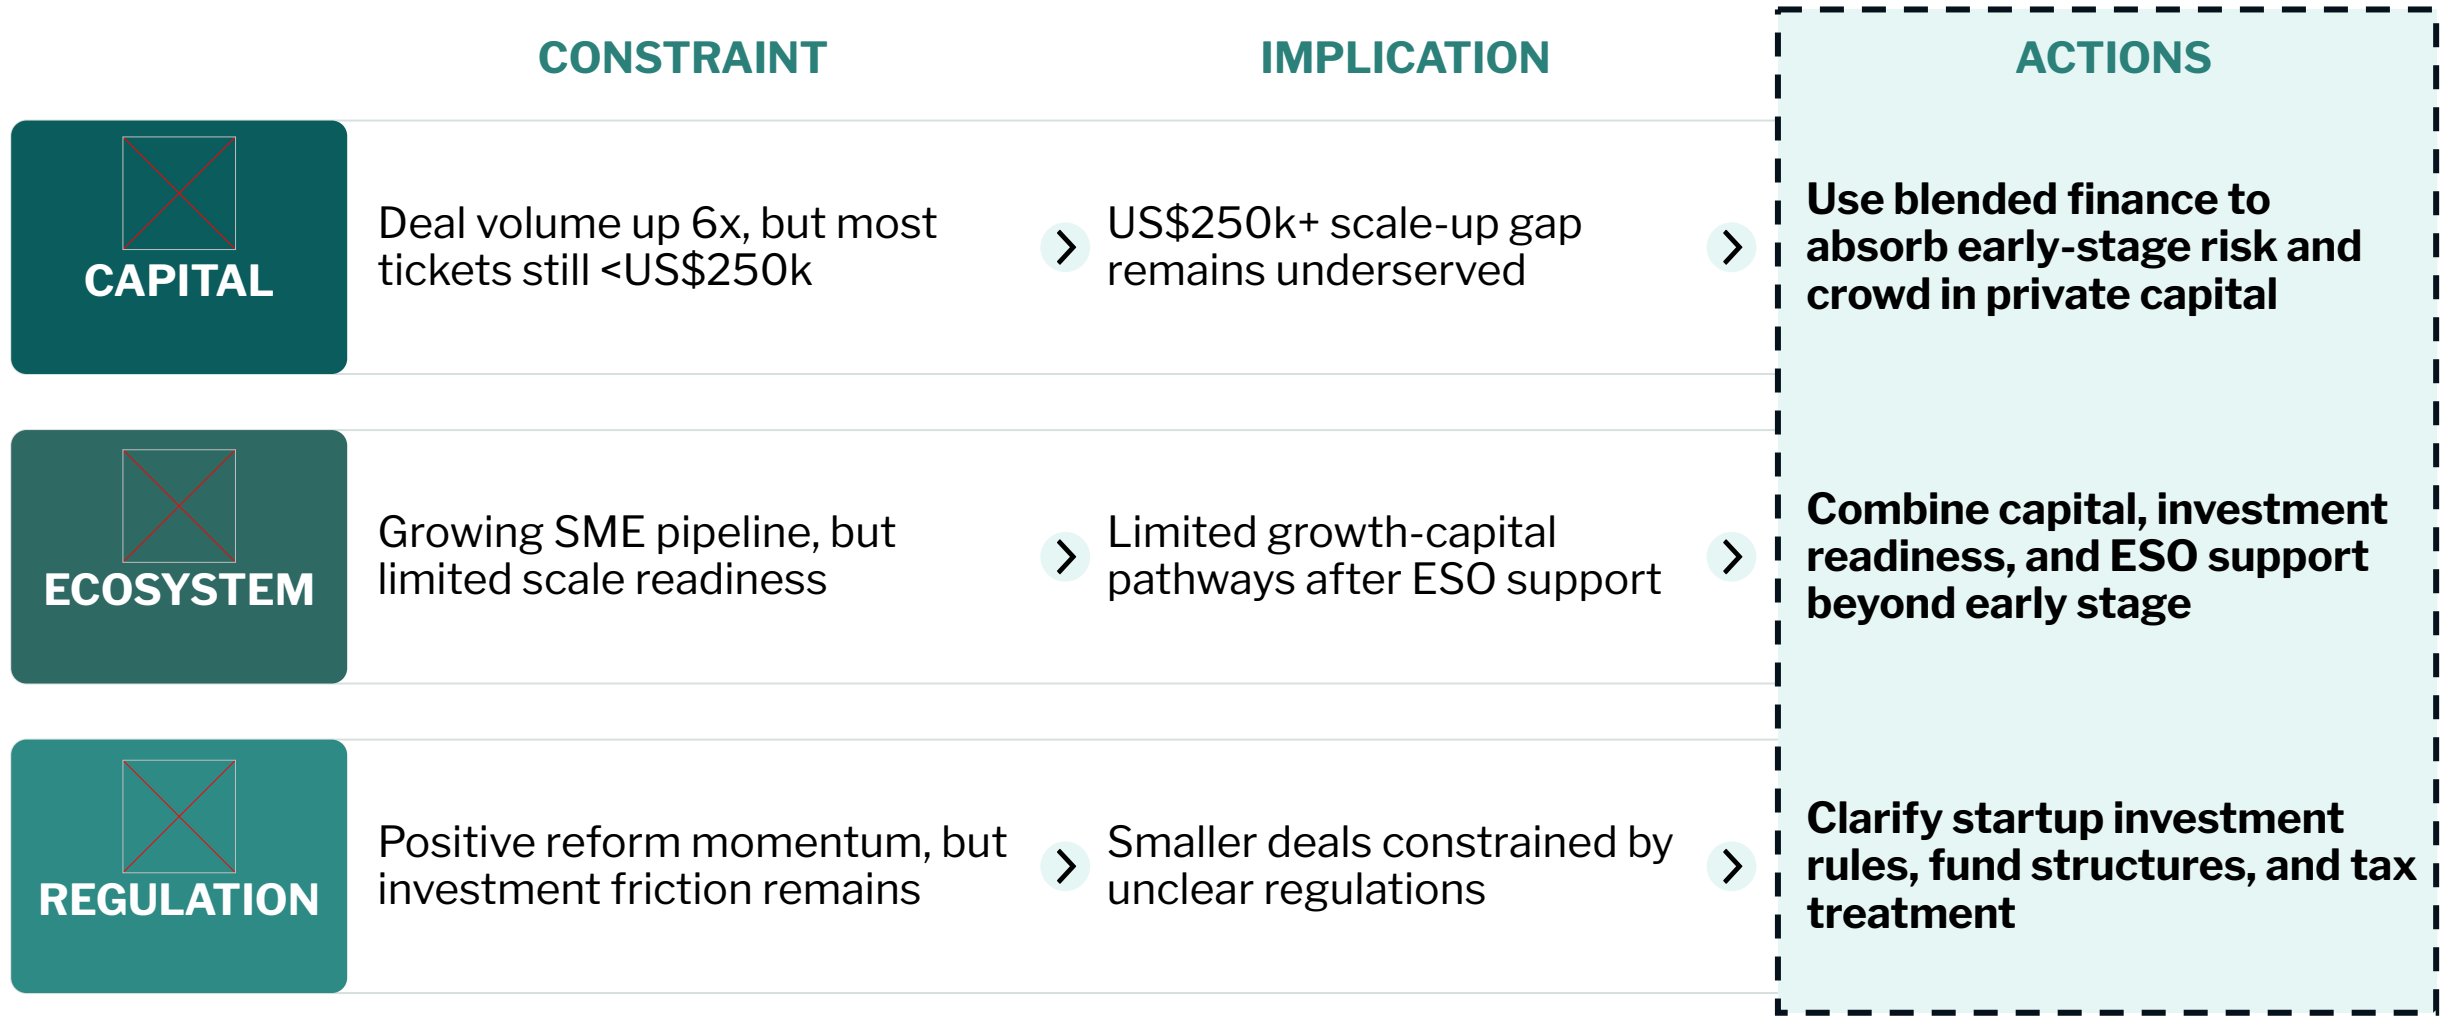 CONSTRAINT
IMPLICATION
ACTIONS
CAPITAL
Deal volume up 6x, but most
tickets still <US$250k
US$250k+ scale-up gap
remains underserved
Use blended finance to
absorb early-stage risk and
crowd in private capital
ECOSYSTEM
Growing SME pipeline, but
limited scale readiness
Limited growth-capital
pathways after ESO support
Combine capital, investment
readiness, and ESO support
beyond early stage
REGULATION
Positive reform momentum, but
investment friction remains
Smaller deals constrained by
unclear regulations
Clarify startup investment
rules, fund structures, and tax
treatment